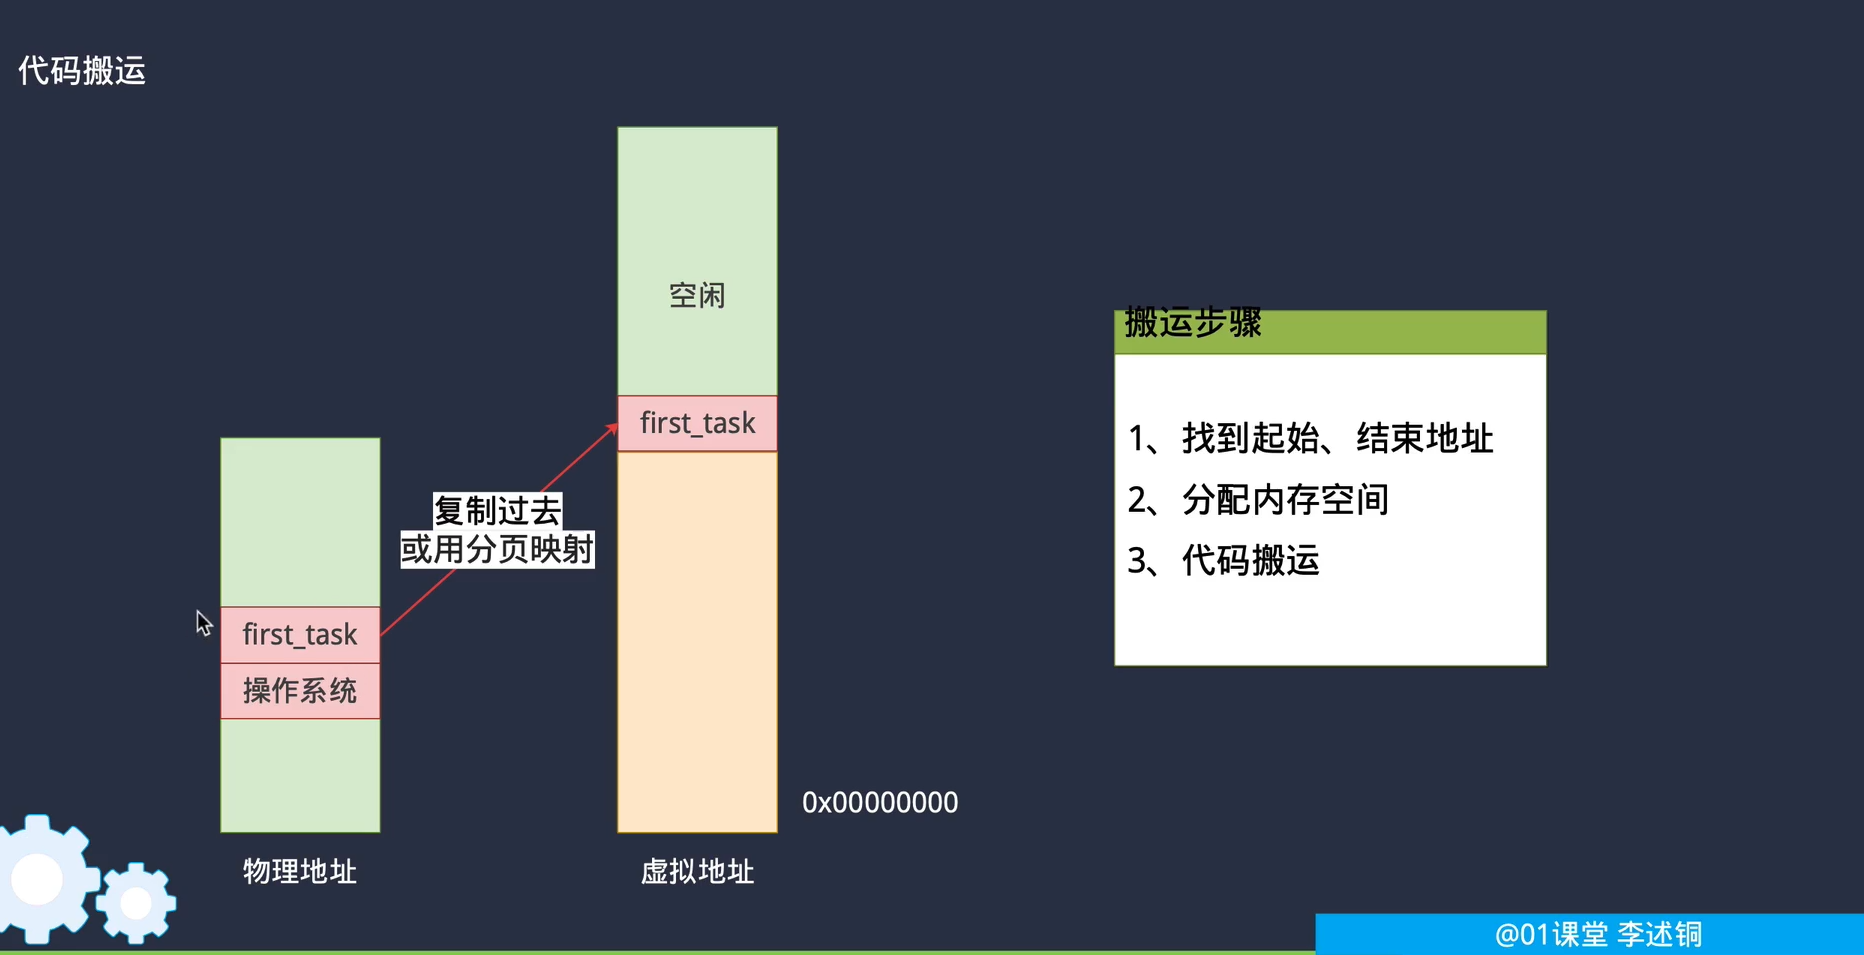 代码搬运
空闲
first_task
复制过去
或用分页映射
first_task
操作系统
0x00000000
物理地址
虚拟地址
搬运步骤
1、找到起始、结束地址
2、分配内存空间
3、代码搬运
@01课堂 李述铜